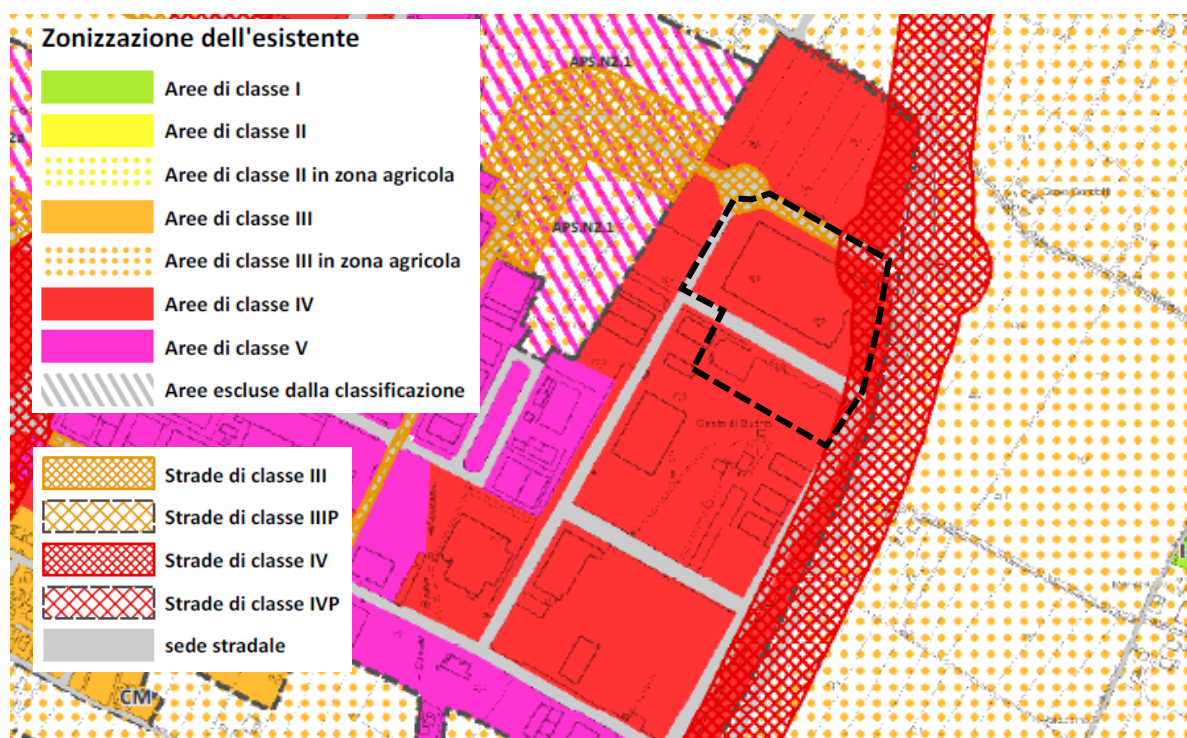 Zonizzazione dell'esistente
Aree di classe I
Aree di classe II
Aree di classe II in zona agricola
Aree di classe III
Aree di classe III in zona agricola
Aree di classe IV
Aree di classe V
Aree escluse dalla classificazione
Strade di classe III
Strade di classe IIIP
Strade di classe IV
Strade di classe IVP
sede stradale
APS.N2.1
APS.N2.1
CM